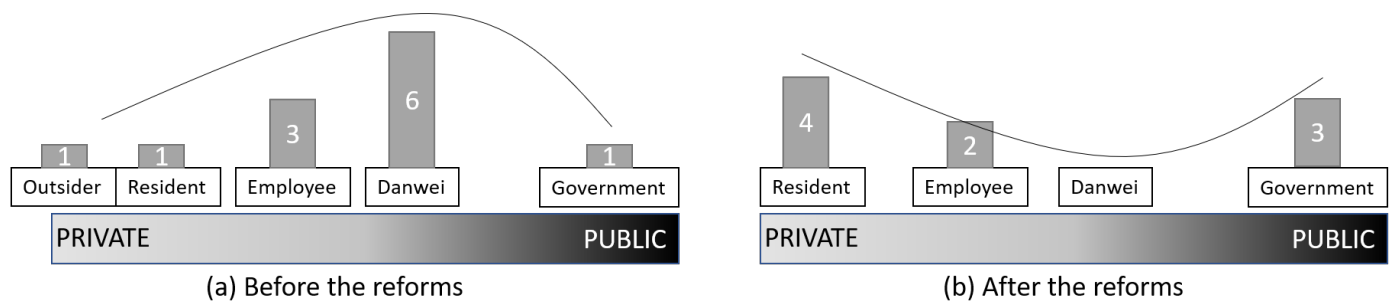 1 1 3 6 1
Outsider Resident Employee Danwei Government
PRIVATE PUBLIC
(a) Before the reforms
4 2 3
Resident Employee Danwei Government
PRIVATE PUBLIC
(b) After the reforms